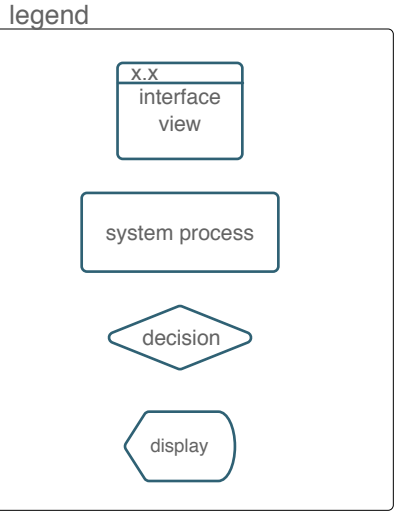 legend
x.x
interface
view
system process
decision
display